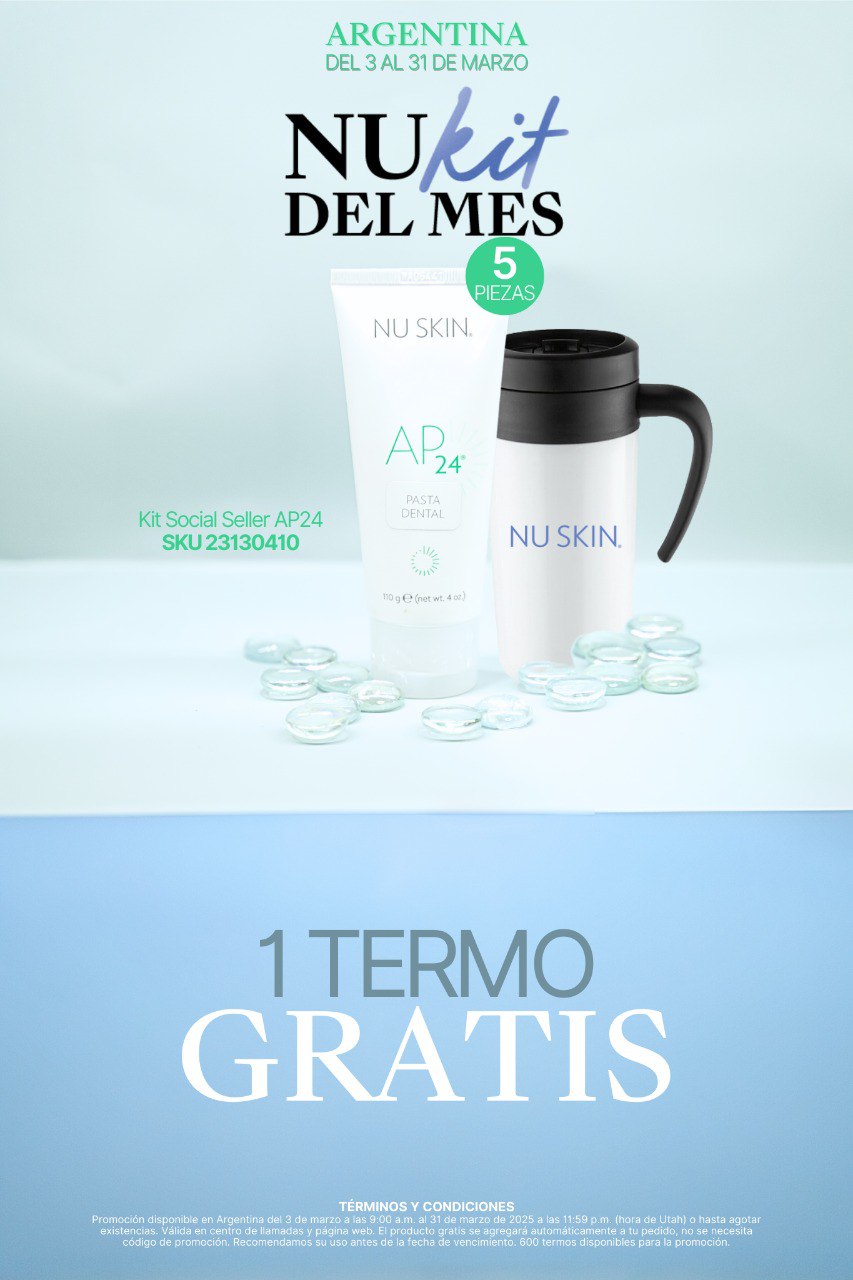 ARGENTINA
DEL 3 AL 31 DE MARZO
NUkit
DEL MES
5
PIEZAS
NU SKIN®
AP
24®
PASTA
DENTAL
110 g ℮ (net wt. 4 oz.)
NU SKIN®
Kit Social Seller AP24
SKU 23130410
1 TERMO
GRATIS
TÉRMINOS Y CONDICIONES
Promoción disponible en Argentina del 3 de marzo a las 9:00 a.m. al 31 de marzo de 2025 a las 11:59 p.m. (hora de Utah) o hasta agotar
existencias. Válida en centro de llamadas y página web. El producto gratis se agregará automáticamente a tu pedido, no se necesita
código de promoción. Recomendamos su uso antes de la fecha de vencimiento. 600 termos disponibles para la promoción.